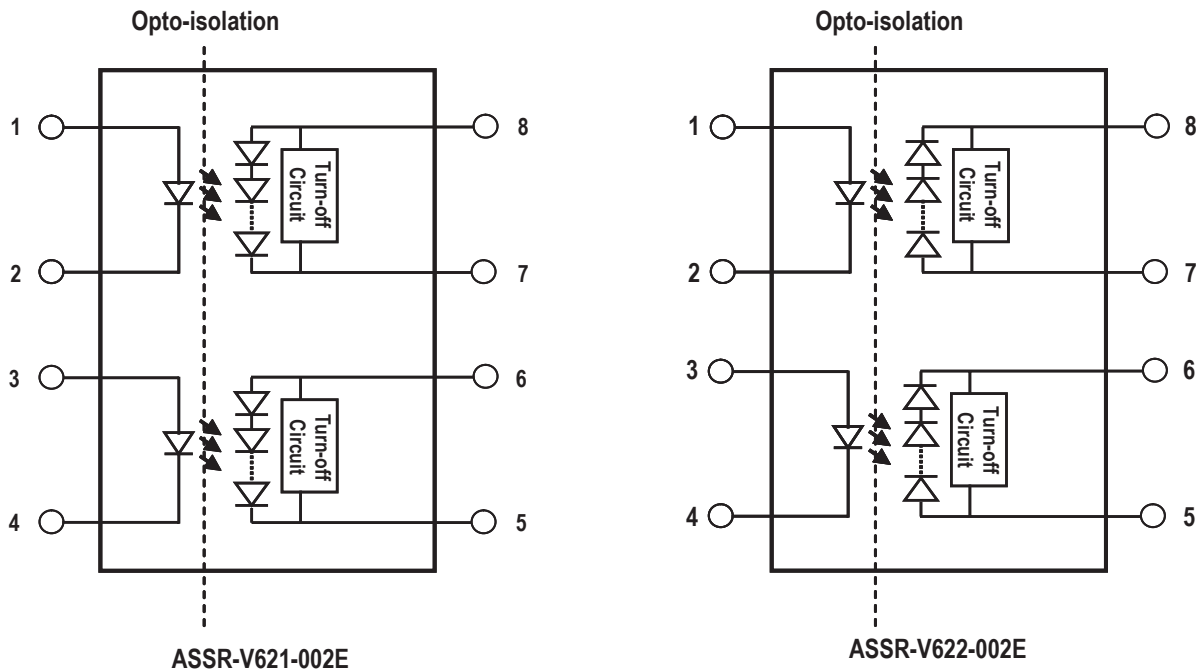 Opto-isolation
1
2
3
4
8
7
6
5
Turn-off
Circuit
Turn-off
Circuit
ASSR-V621-002E
Opto-isolation
1
2
3
4
8
7
6
5
Turn-off
Circuit
Turn-off
Circuit
ASSR-V622-002E